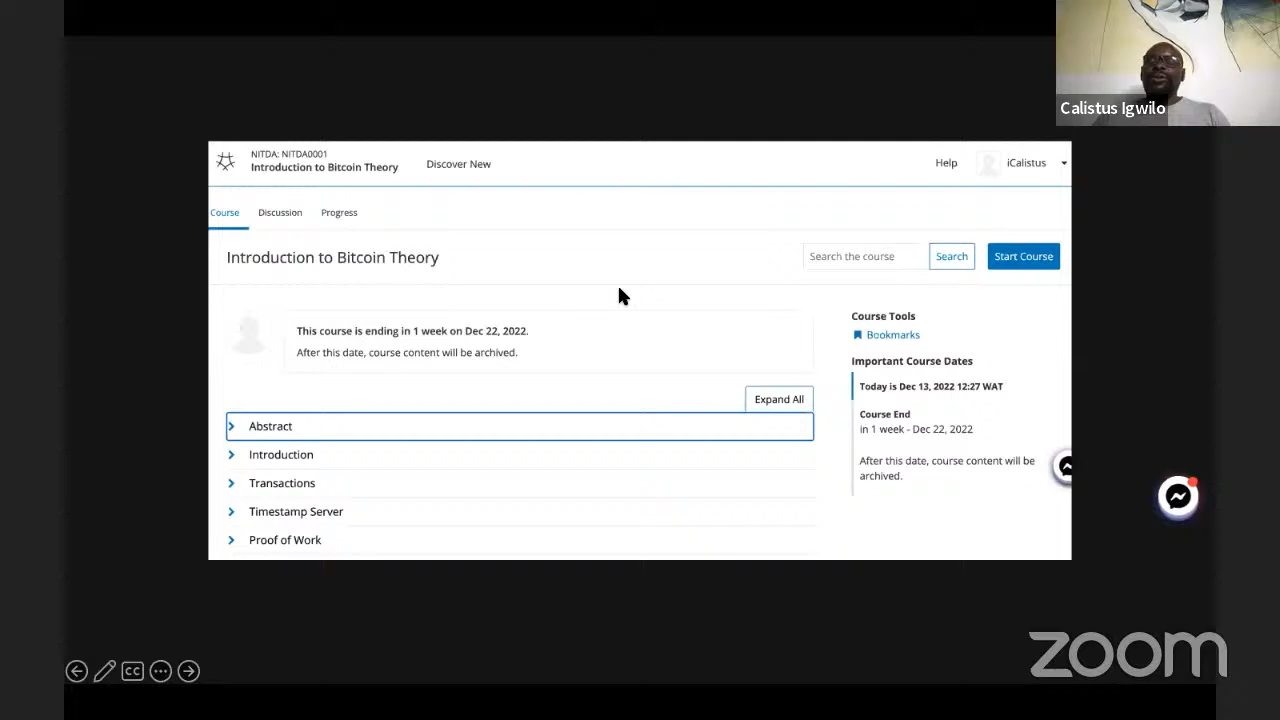 Calistus Igwilo
NITDA: NITDA0001
Introduction to Bitcoin Theory
Discover New
Help
iCalistus
Course
Discussion
Progress
Introduction to Bitcoin Theory
Search the course
Search
Start Course
This course is ending in 1 week on Dec 22, 2022.
After this date, course content will be archived.
Expand All
Abstract
Introduction
Transactions
Timestamp Server
Proof of Work
Course Tools
Bookmarks
Important Course Dates
Today is Dec 13, 2022 12:27 WAT
Course End
in 1 week - Dec 22, 2022
After this date, course content will be
archived.
CC
zoom